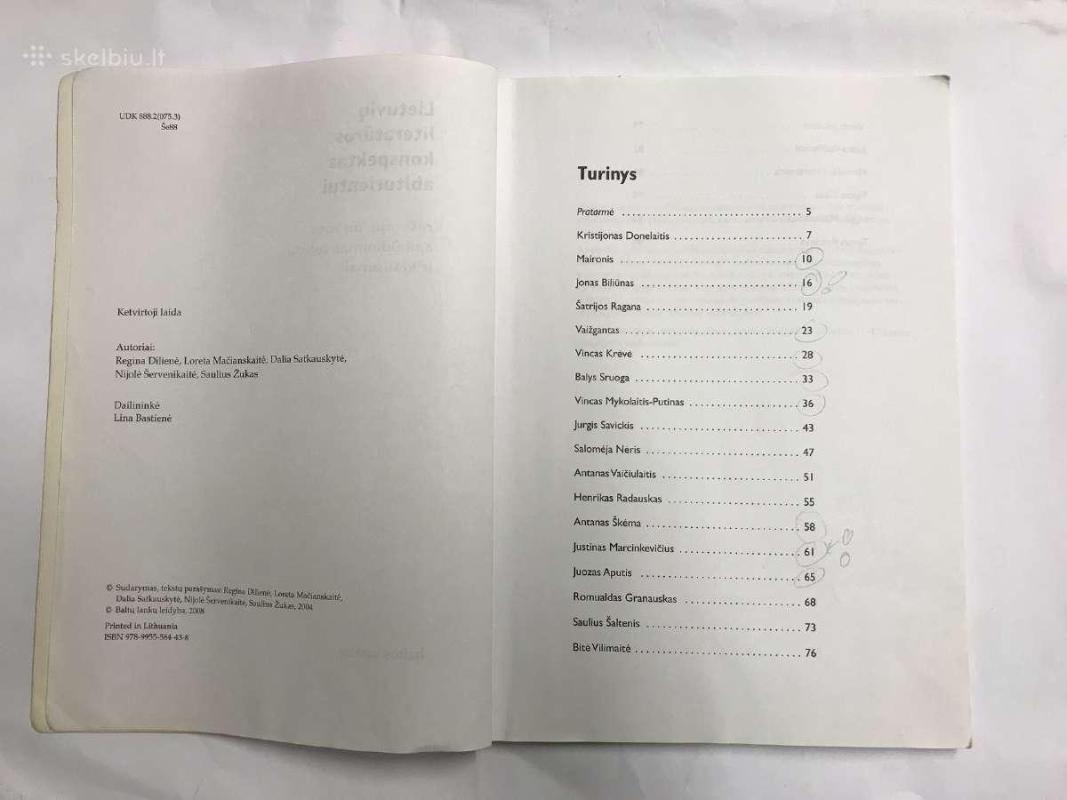 skelbiu.lt
UDK 888.2(075.3)
Še88
Ketvirtoji laida
Autoriai:
Regina Dilienė, Loreta Mačianskaitė, Dalia Satkauskytė,
Nijolė Šervenikaitė, Saulius Žukas
Dailininkė
Lina Bastienė
© Sudarymas, tekstų parašymas: Regina Dilienė, Loreta Mačianskaitė,
Dalia Satkauskytė, Nijolė Šervenikaitė, Saulius Žukas, 2004
© Baltų lankų leidyba, 2008
Printed in Lithuania
ISBN 978-9955-584-43-8
Turinys
Pratarmė 5
Kristijonas Donelaitis 7
Maironis 10
Jonas Biliūnas 16
Šatrijos Ragana 19
Vaižgantas 23
Vincas Krėvė 28
Balys Sruoga 33
Vincas Mykolaitis-Putinas 36
Jurgis Savickis 43
Salomėja Nėris 47
Antanas Vaičiulaitis 51
Henrikas Radauskas 55
Antanas Škėma 58
Justinas Marcinkevičius 61
Juozas Aputis 65
Romualdas Granauskas 68
Saulius Šaltenis 73
Bitė Vilimaitė 76